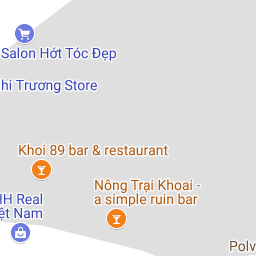 Salon Hớt Tóc Đẹp
hi Trương Store
Khoi 89 bar & restaurant
Nông Trại Khoai -
a simple ruin bar
HH Real
ệt Nam
Polv